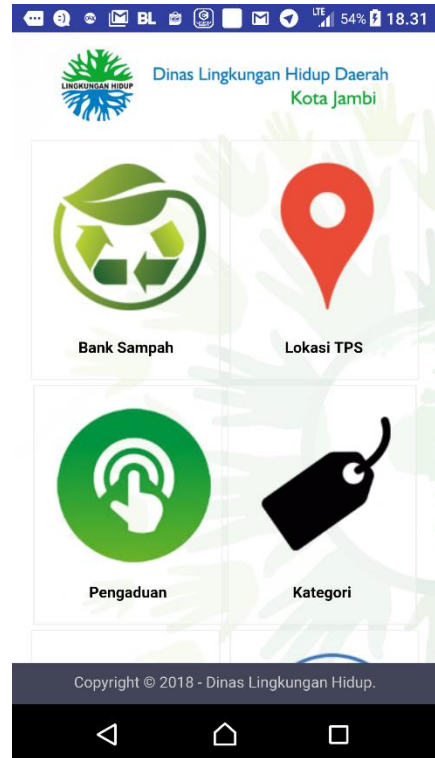 BL LTE 54% 18.31
LINGKUNGAN HIDUP
Dinas Lingkungan Hidup Daerah
Kota Jambi
Bank Sampah
Lokasi TPS
Pengaduan
Kategori
Copyright © 2018 - Dinas Lingkungan Hidup.